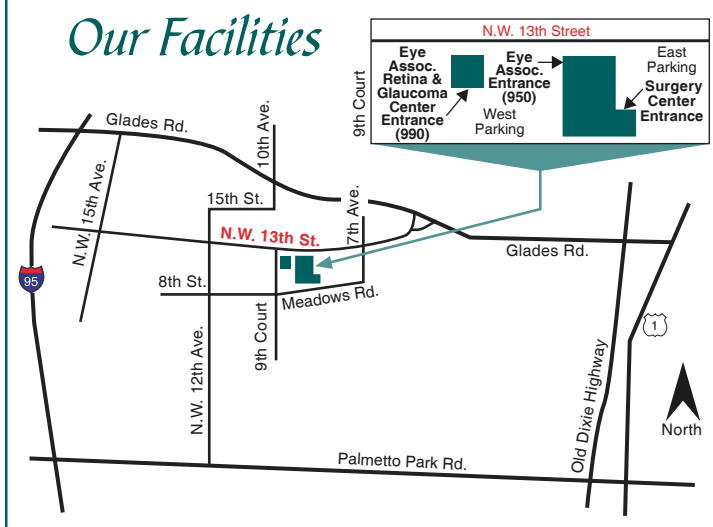 Our Facilities
N.W. 13th Street
9th Court
Eye
Assoc.
Retina &
Glaucoma
Center
Entrance
(990)
West
Parking
Eye
Assoc.
Entrance
(950)
East
Parking
Surgery
Center
Entrance
Glades Rd.
10th Ave.
N.W. 15th Ave.
15th St.
7th Ave.
N.W. 13th St.
Glades Rd.
95
8th St.
Meadows Rd.
N.W. 12th Ave.
9th Court
1
Old Dixie Highway
North
Palmetto Park Rd.